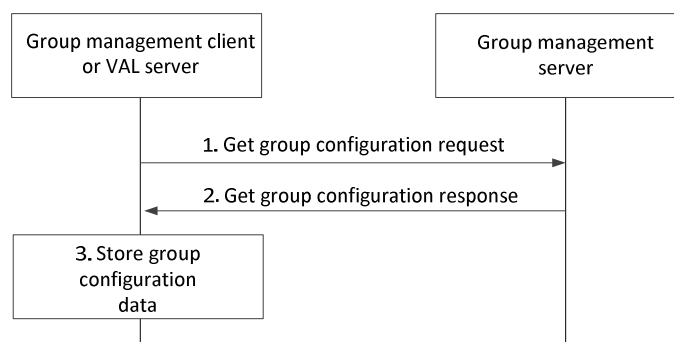 Group management client
or VAL server
Group management
server
1. Get group configuration request
2. Get group configuration response
3. Store group
configuration
data